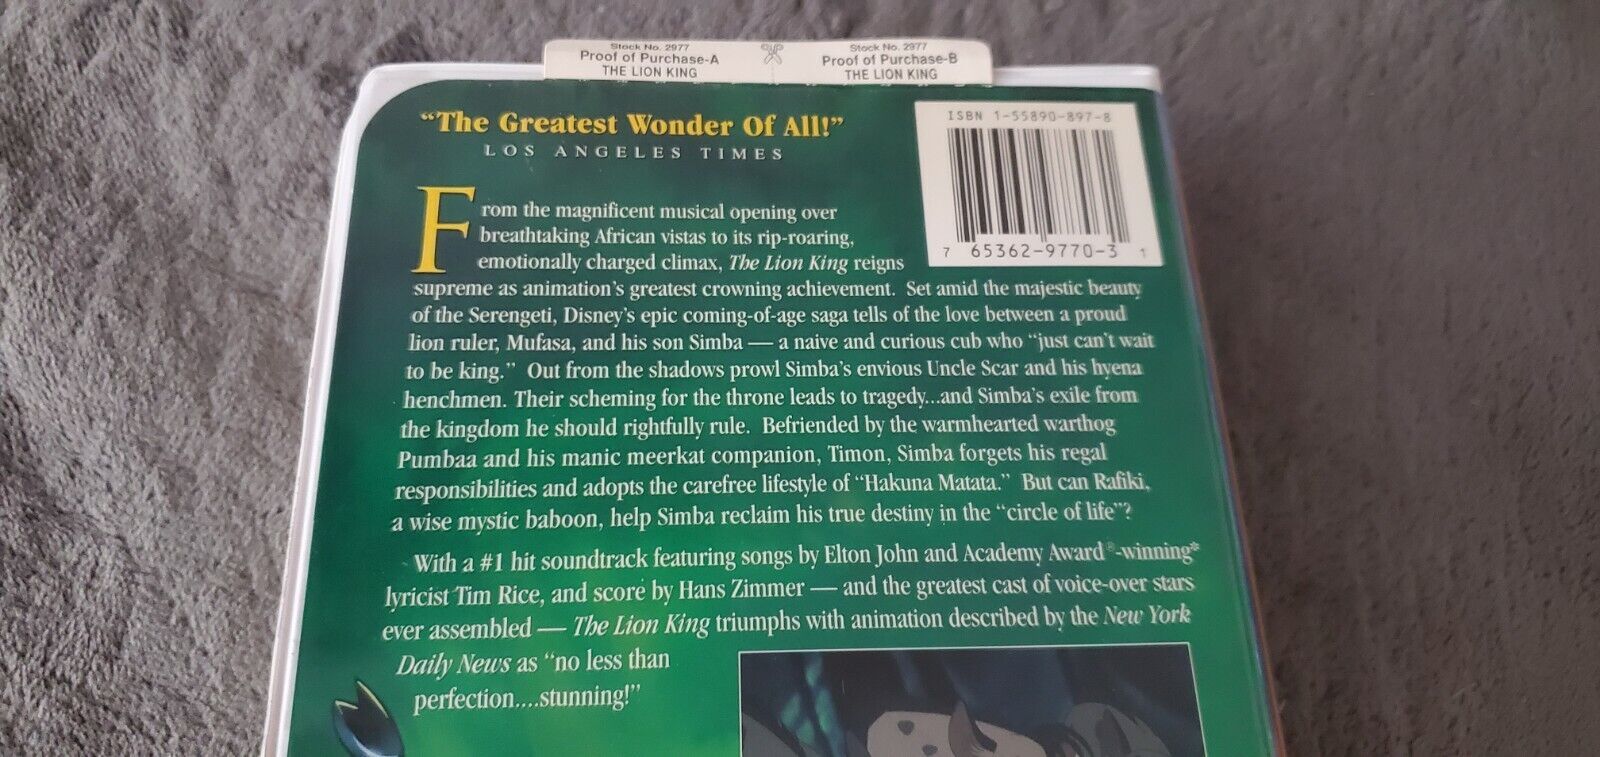 Stock No. 2977
Proof of Purchase-A
THE LION KING
Stock No. 2977
Proof of Purchase-B
THE LION KING
“The Greatest Wonder Of All!”
LOS ANGELES TIMES
ISBN 1-55890-897-8
7 65362-9770-3 1
From the magnificent musical opening over
breathtaking African vistas to its rip-roaring,
emotionally charged climax, The Lion King reigns
supreme as animation’s greatest crowning achievement. Set amid the majestic beauty
of the Serengeti, Disney’s epic coming-of-age saga tells of the love between a proud
lion ruler, Mufasa, and his son Simba — a naive and curious cub who “just can’t wait
to be king.” Out from the shadows prowl Simba’s envious Uncle Scar and his hyena
henchmen. Their scheming for the throne leads to tragedy...and Simba’s exile from
the kingdom he should rightfully rule. Befriended by the warmhearted warthog
Pumbaa and his manic meerkat companion, Timon, Simba forgets his regal
responsibilities and adopts the carefree lifestyle of “Hakuna Matata.” But can Rafiki,
a wise mystic baboon, help Simba reclaim his true destiny in the “circle of life”?
With a #1 hit soundtrack featuring songs by Elton John and Academy Award®-winning*
lyricist Tim Rice, and score by Hans Zimmer — and the greatest cast of voice-over stars
ever assembled — The Lion King triumphs with animation described by the New York
Daily News as “no less than
perfection....stunning!”